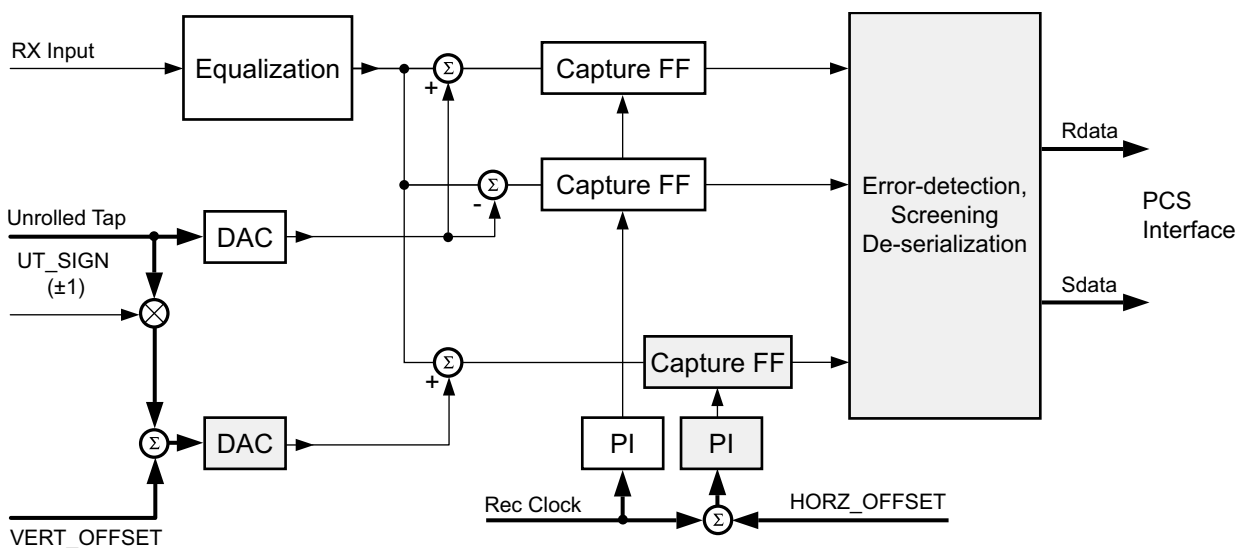 RX Input
Equalization
Σ
+
Capture FF
Σ
-
Capture FF
Error-detection,
Screening
De-serialization
Rdata
PCS
Interface
Sdata
Unrolled Tap
DAC
UT_SIGN
(±1)
Σ
+
Capture FF
Σ
DAC
PI
PI
Rec Clock
Σ
HORZ_OFFSET
VERT_OFFSET